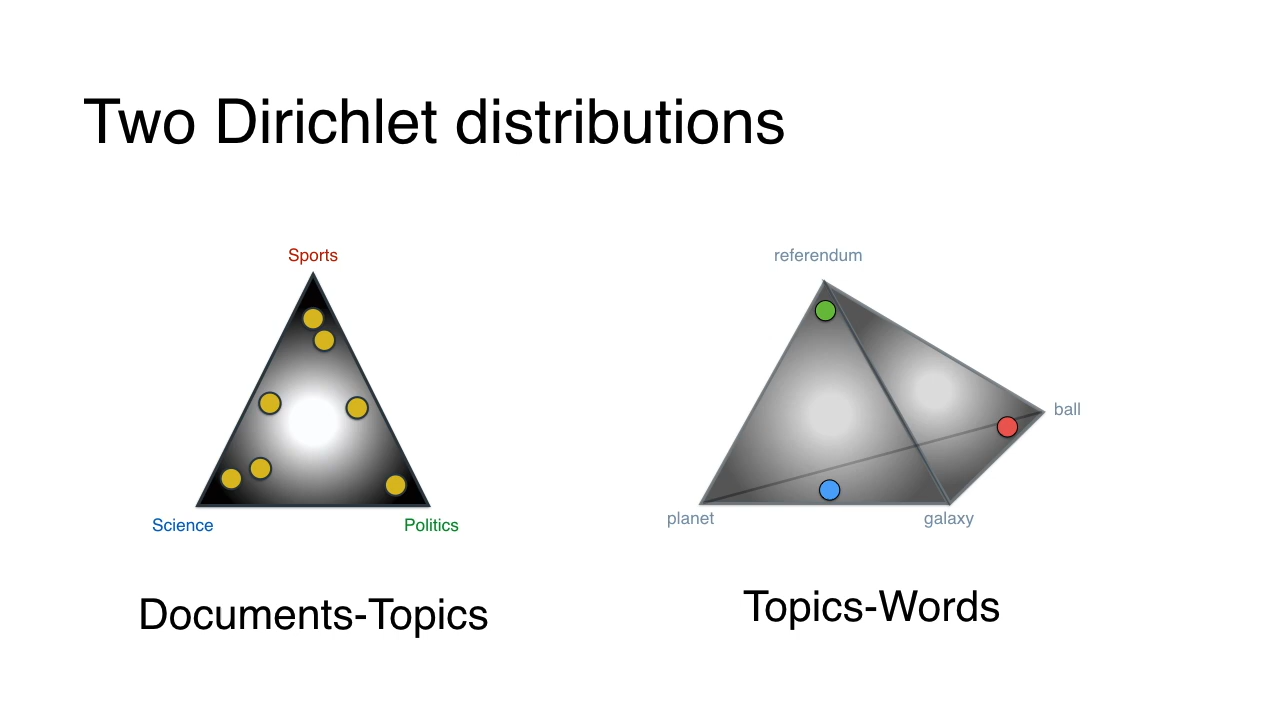 Two Dirichlet distributions
Sports
Science
Politics
Documents-Topics
referendum
ball
planet
galaxy
Topics-Words